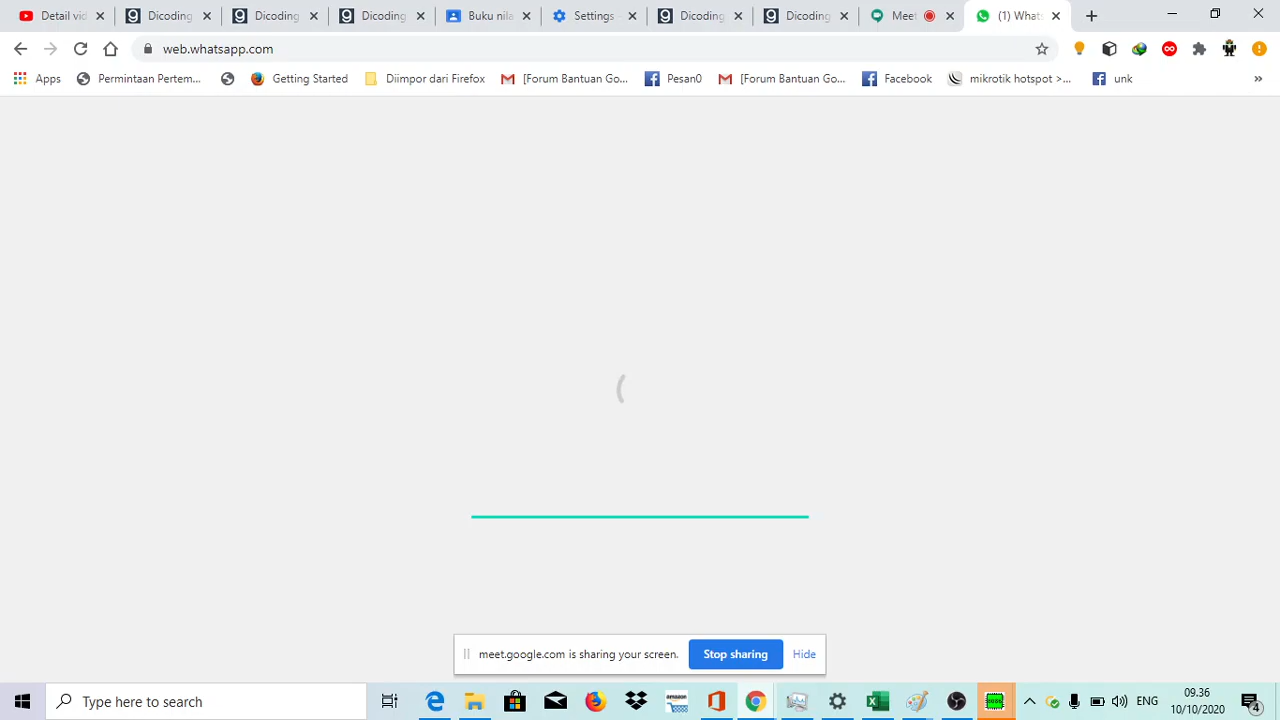 Detail vid
Dicoding
Dicoding
Dicoding
Buku nila
Settings -
Dicoding
Dicoding
Meet
(1) Whats
web.whatsapp.com
Apps
Permintaan Pertem...
Getting Started
Diimpor dari Firefox
[Forum Bantuan Go...
Pesan0
[Forum Bantuan Go...
Facebook
mikrotik hotspot >...
unk
»
meet.google.com is sharing your screen.
Stop sharing
Hide
Type here to search
ENG
09.36
10/10/2020
4